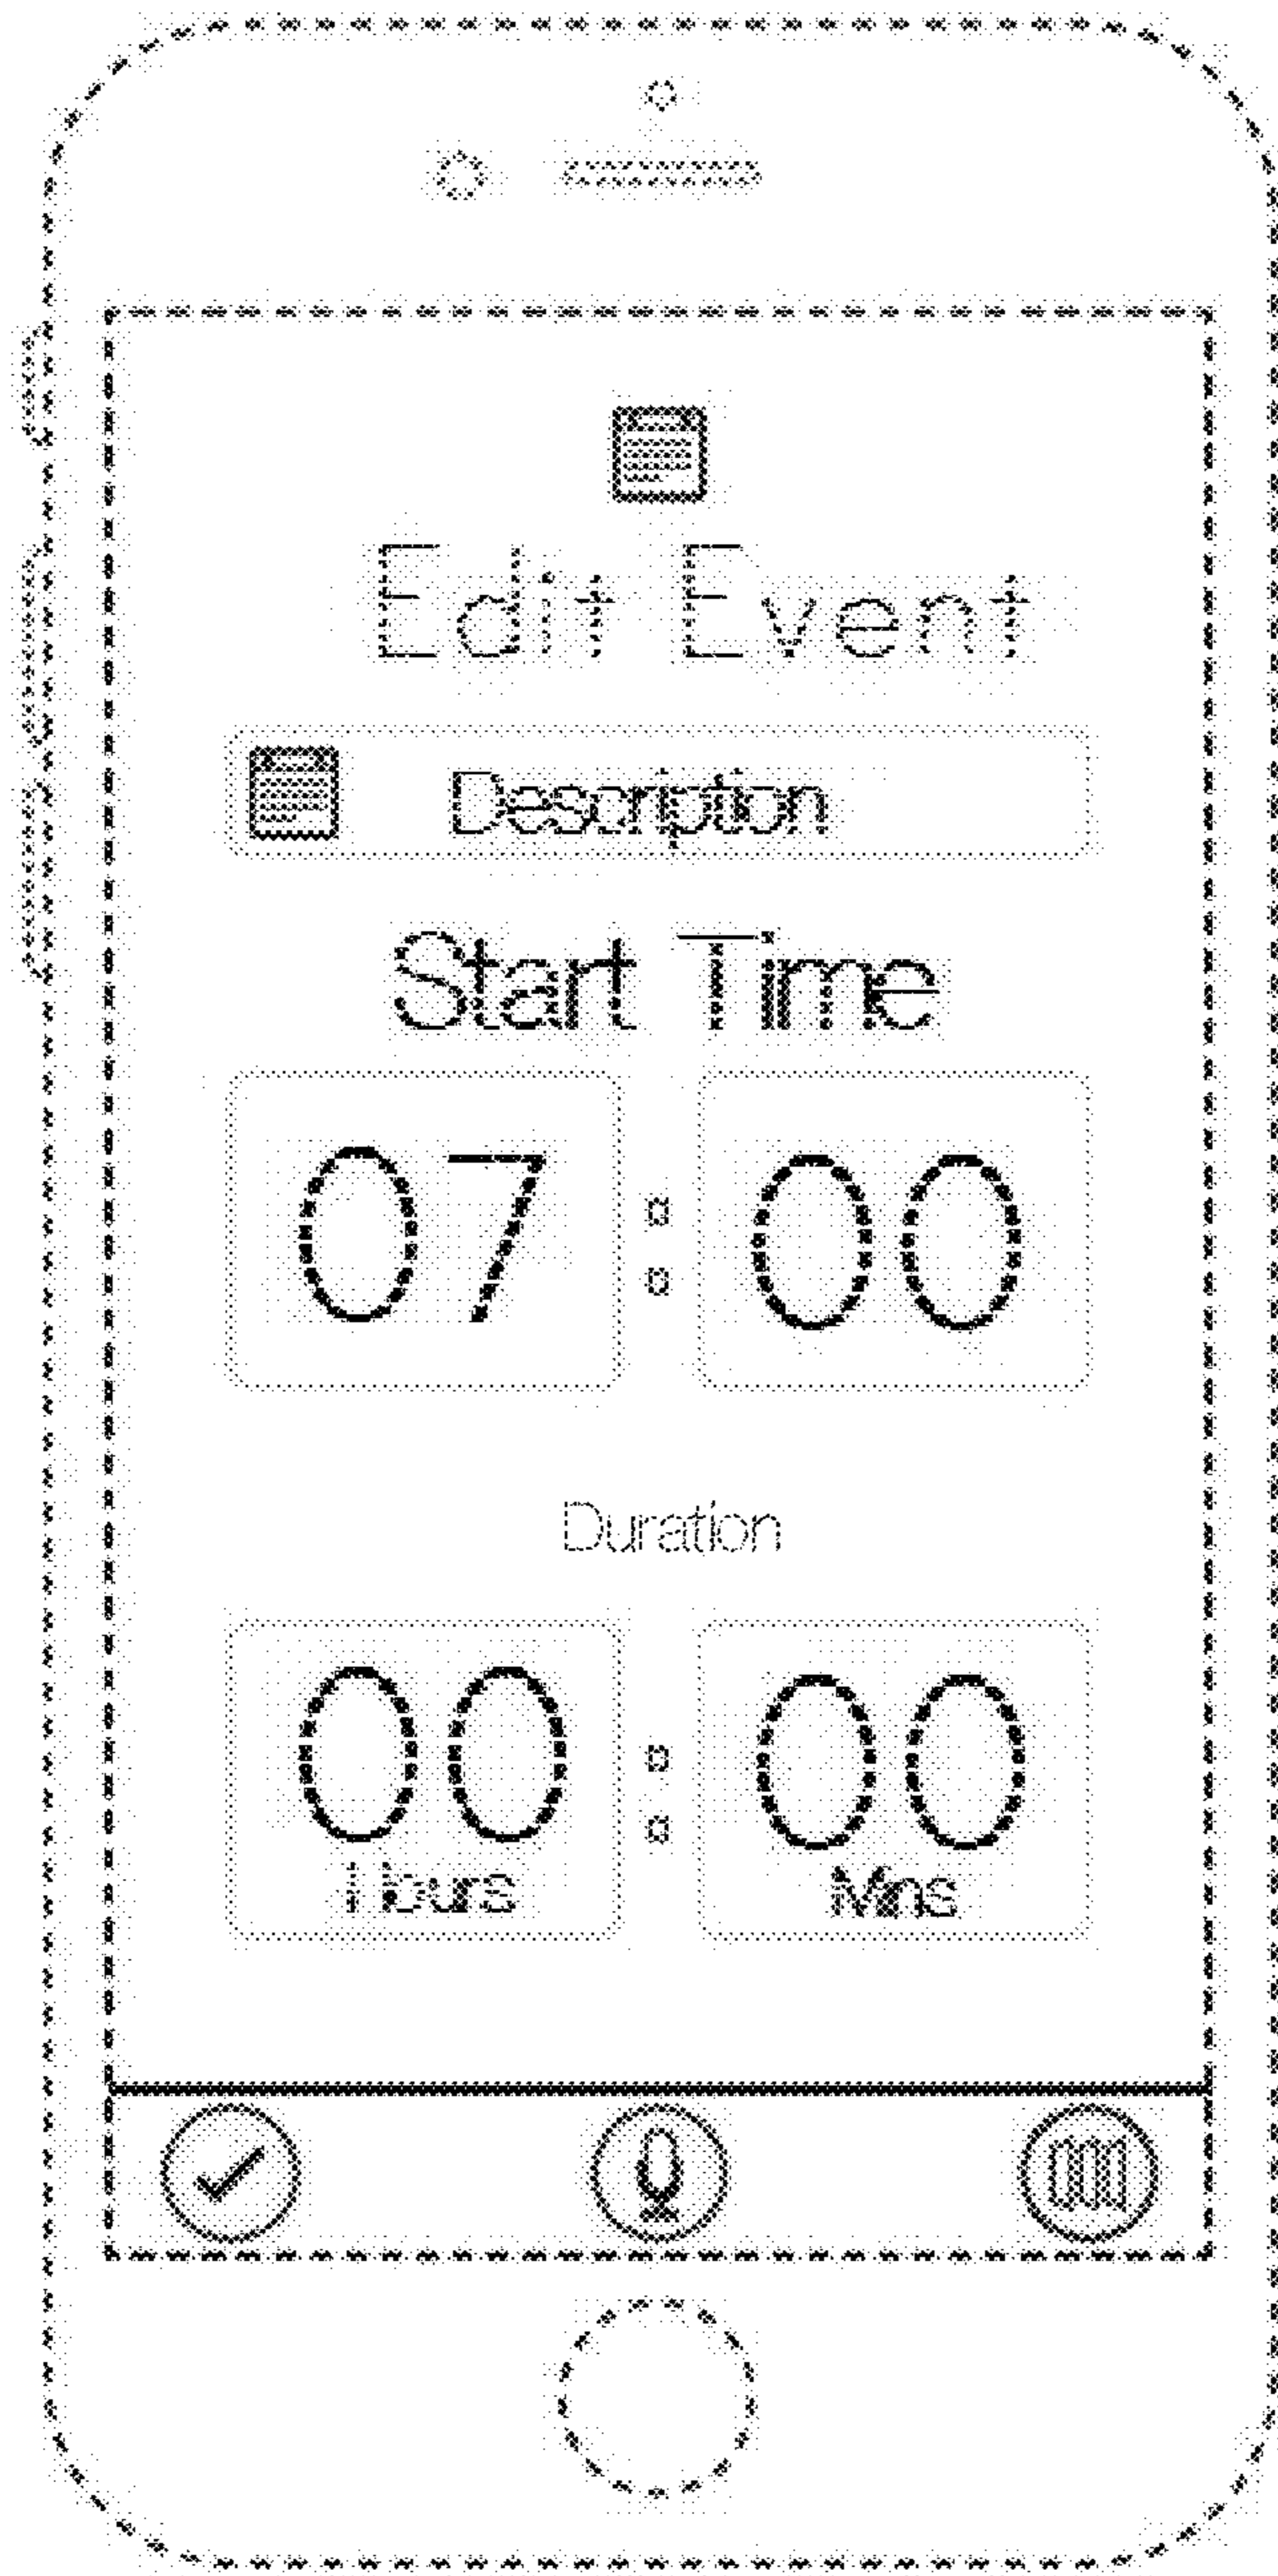 Edit Event
Description
Start Time
07 : 00
Duration
00 : 00
Hours Mins